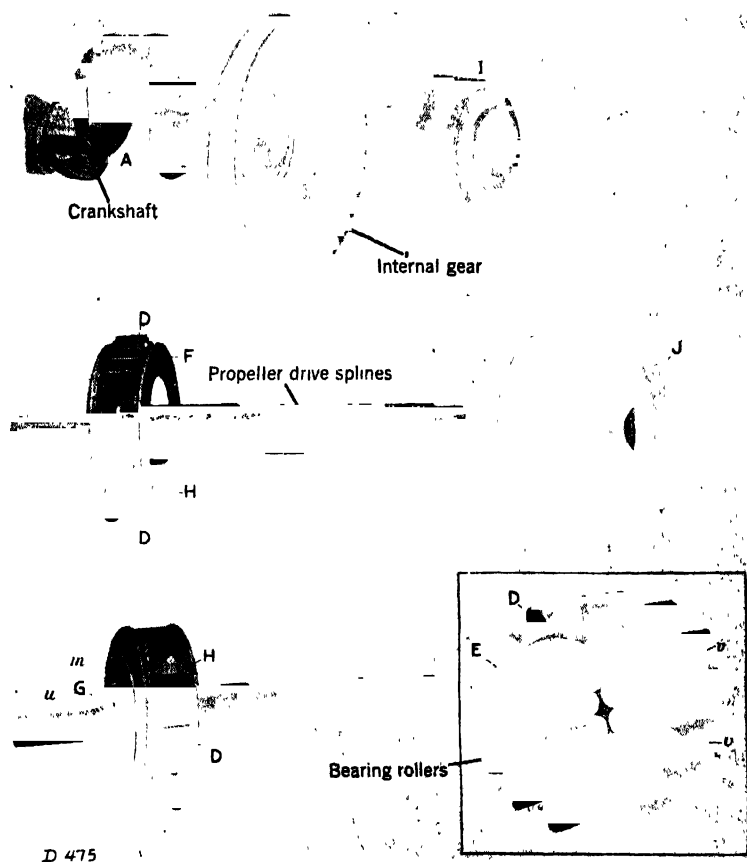 I
A
Crankshaft
Internal gear
D
F
J
Propeller drive splines
H
D
D
E
v
m
H
u
G
v
D
Bearing rollers
D 475